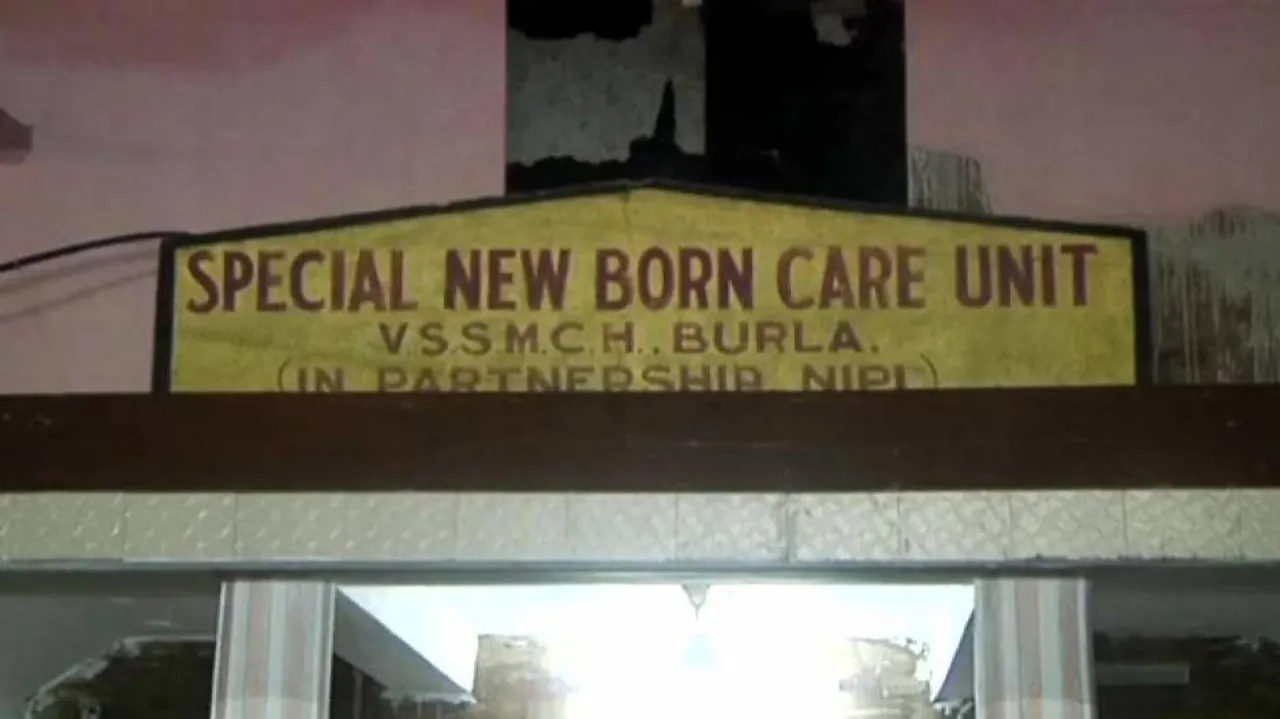 SPECIAL NEW BORN CARE UNIT
V.S.S.M.C.H., BURLA.
(IN PARTNERSHIP, NIPI)